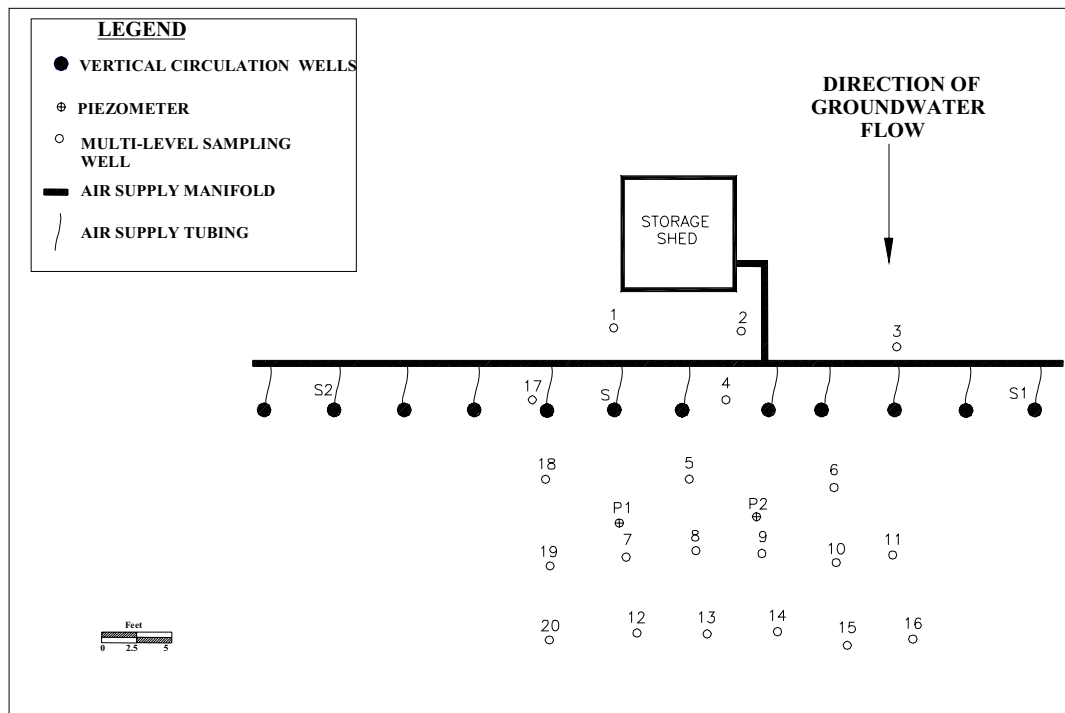 LEGEND
VERTICAL CIRCULATION WELLS
PIEZOMETER
MULTI-LEVEL SAMPLING
WELL
AIR SUPPLY MANIFOLD
AIR SUPPLY TUBING
DIRECTION OF
GROUNDWATER
FLOW
STORAGE
SHED
1
2
3
S2
17
S
4
S1
18
5
6
P1
P2
19
7
8
9
10
11
20
12
13
14
15
16
Feet
0 2.5 5